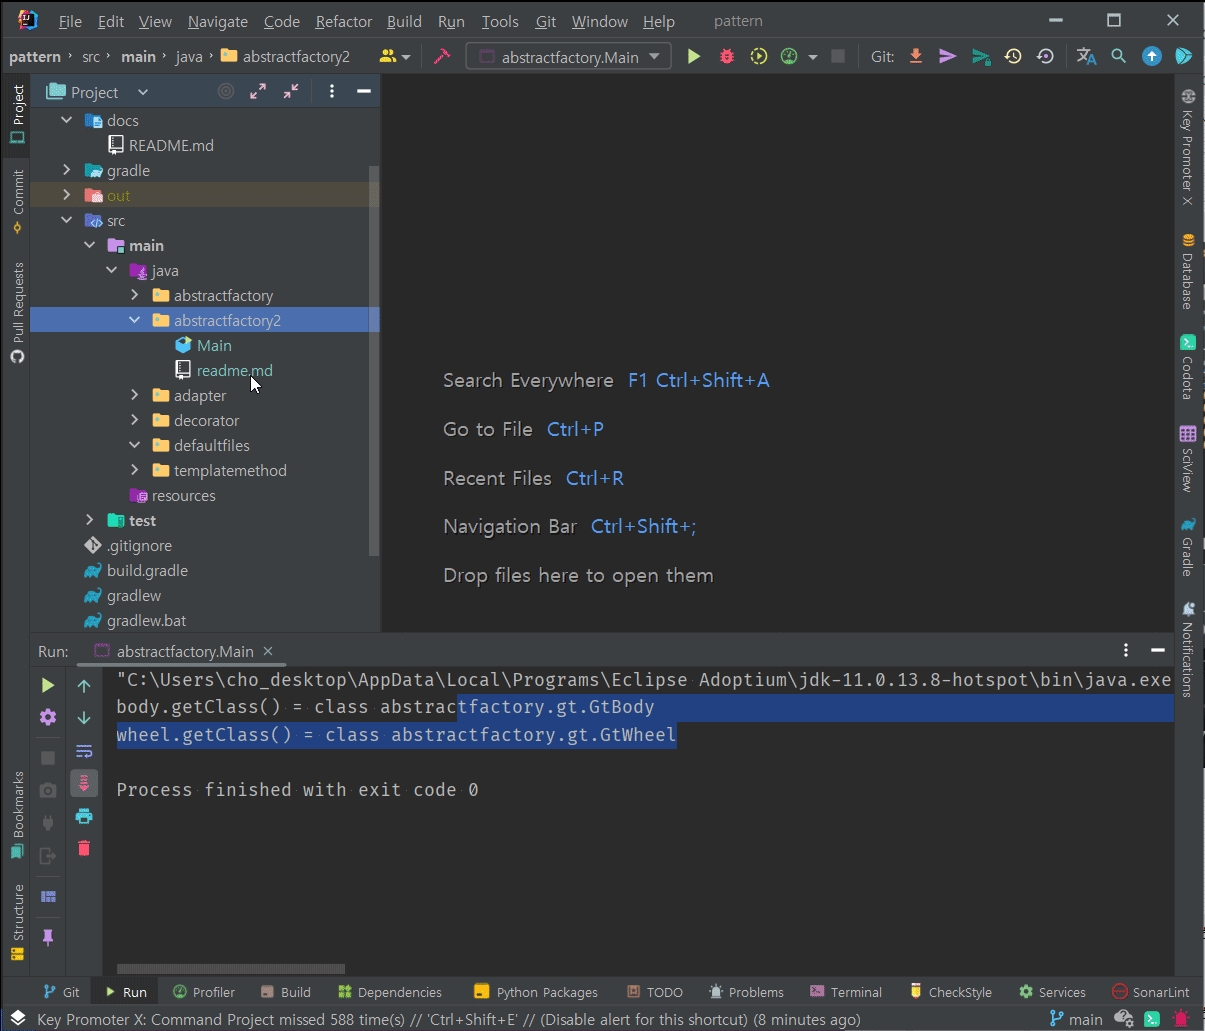 File Edit View Navigate Code Refactor Build Run Tools Git Window Help pattern
pattern src main java abstractfactory2 abstractfactory.Main Git:
Project
Project
Commit
Pull Requests
Bookmarks
Structure
docs
README.md
gradle
out
src
main
java
abstractfactory
abstractfactory2
Main
readme.md
adapter
decorator
defaultfiles
templatemethod
resources
test
.gitignore
build.gradle
gradlew
gradlew.bat
Search Everywhere F1 Ctrl+Shift+A
Go to File Ctrl+P
Recent Files Ctrl+R
Navigation Bar Ctrl+Shift+;
Drop files here to open them
Key Promoter X
Database
Codota
SciView
Gradle
Notifications
Run: abstractfactory.Main
"C:\Users\cho_desktop\AppData\Local\Programs\Eclipse Adoptium\jdk-11.0.13.8-hotspot\bin\java.exe
body.getClass() = class abstractfactory.gt.GtBody
wheel.getClass() = class abstractfactory.gt.GtWheel
Process finished with exit code 0
Git Run Profiler Build Dependencies Python Packages TODO Problems Terminal CheckStyle Services SonarLint
Key Promoter X: Command Project missed 588 time(s) // 'Ctrl+Shift+E' // (Disable alert for this shortcut) (8 minutes ago) main